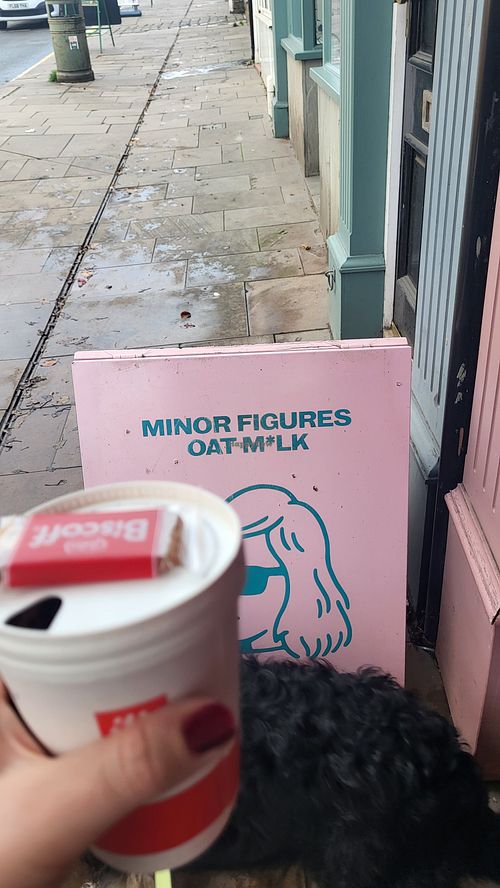 MINOR FIGURES
OAT M*LK
Biscoff